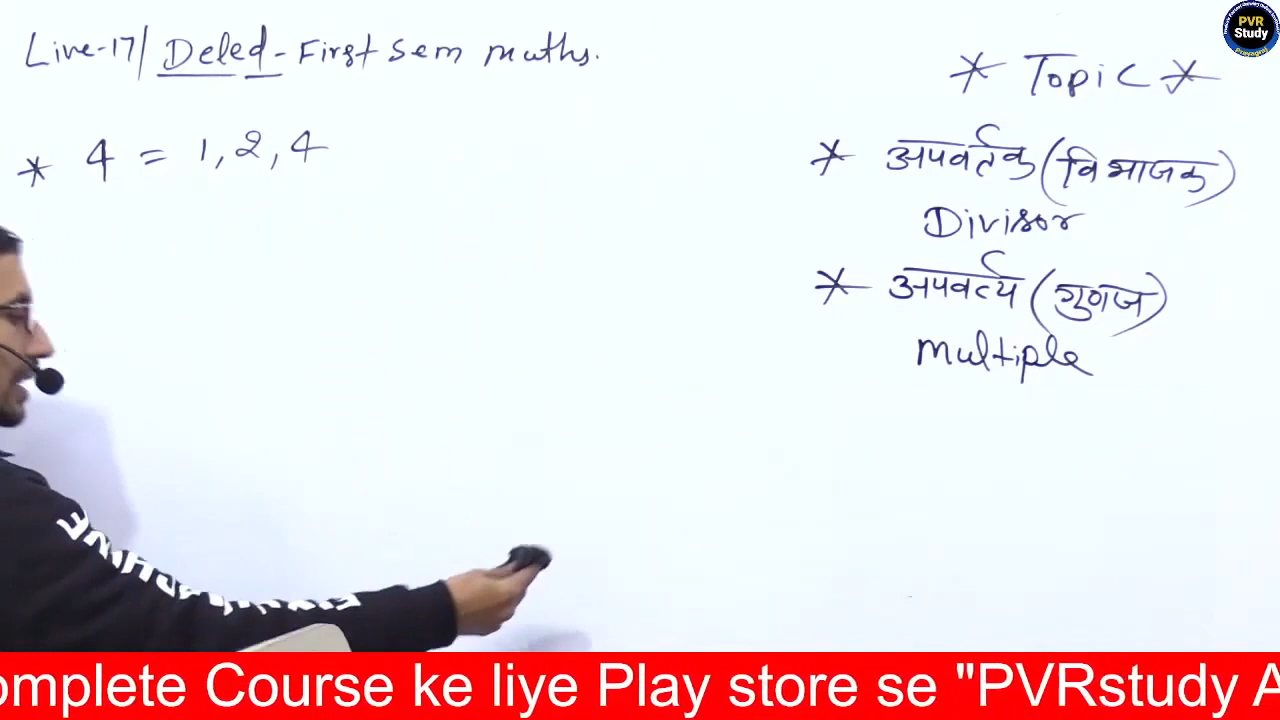 Live-17/ Deled - First Sem maths.
* 4 = 1, 2, 4
* Topic *
* अपवर्तक (विभाजक)
Divisor
* अपवर्त्य (गुणज)
multiple
PVR
Study
Prayagraj
omplete Course ke liye Play store se "PVRstudy A